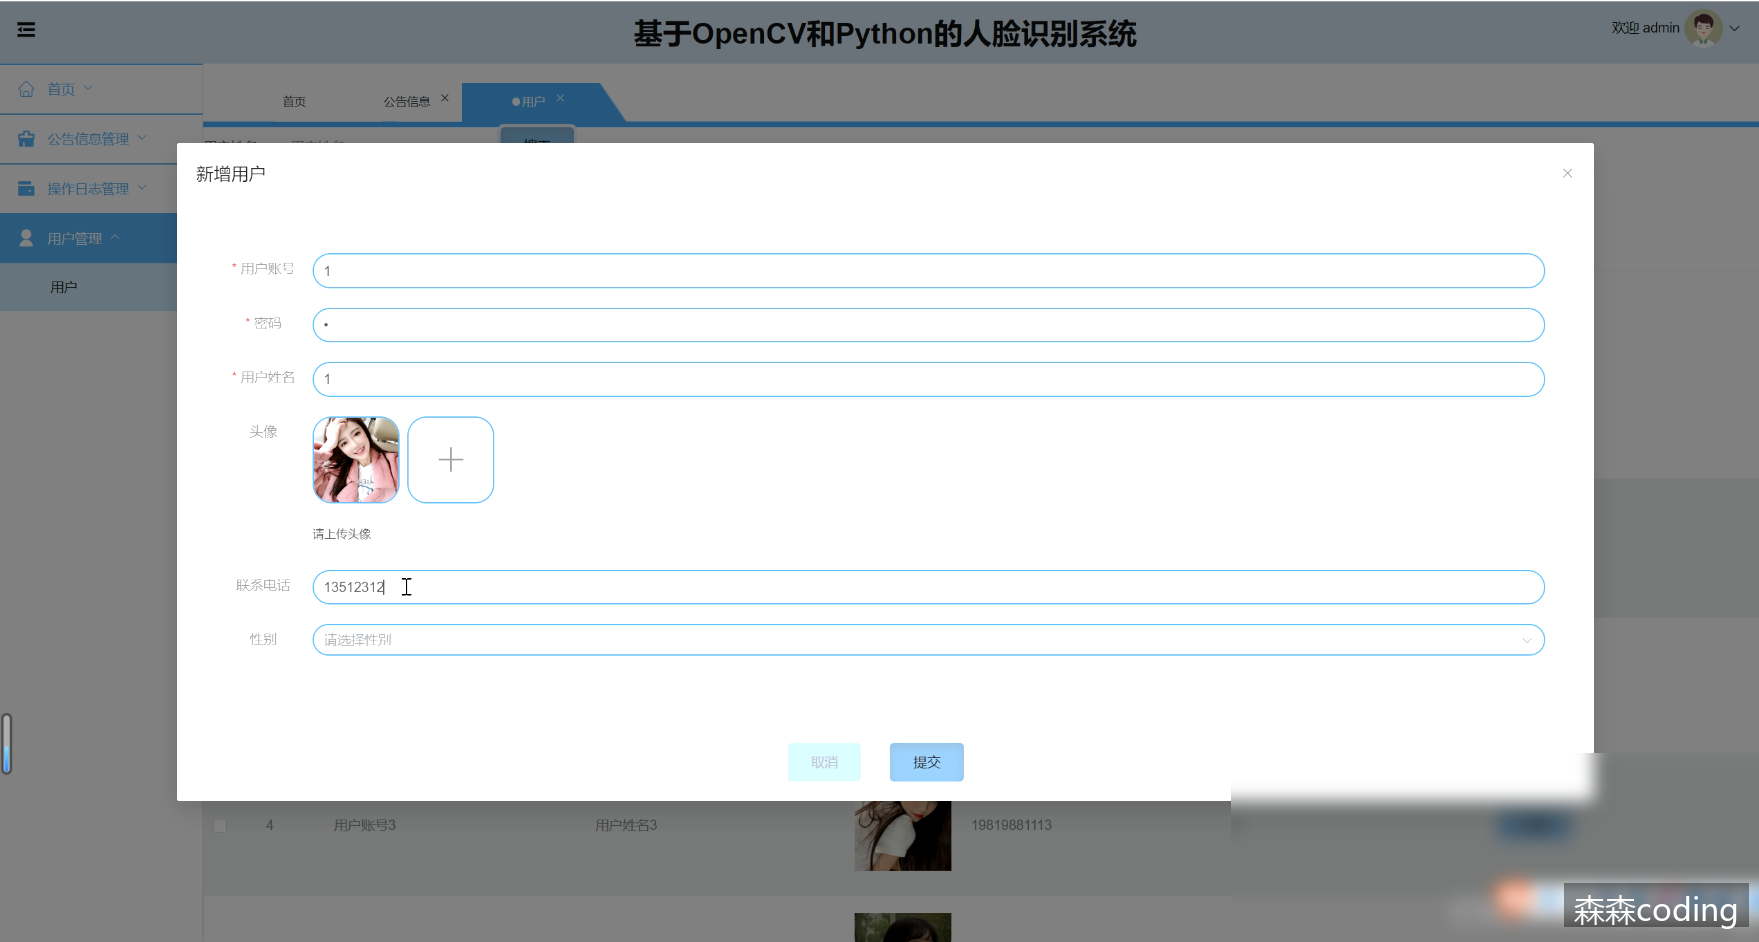 基于OpenCV和Python的人脸识别系统
欢迎 admin
首页
公告信息
用户
首页
公告信息管理
操作日志管理
用户管理
用户
新增用户
* 用户账号
1
* 密码
•
* 用户姓名
1
头像
请上传头像
联系电话
13512312
性别
请选择性别
取消
提交
4
用户账号3
用户姓名3
19819881113
森森coding